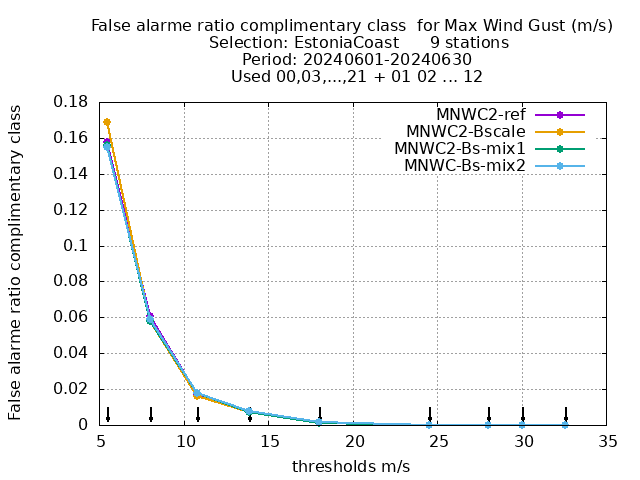 False alarme ratio complimentary class  for Max Wind Gust (m/s)
Selection: EstoniaCoast      9 stations
Period: 20240601-20240630
Used 00,03,...,21 + 01 02 ... 12
False alarme ratio complimentary class
0.18
0.16
0.14
0.12
0.1
0.08
0.06
0.04
0.02
0
MNWC2-ref
MNWC2-Bscale
MNWC2-Bs-mix1
MNWC-Bs-mix2
5 10 15 20 25 30 35
thresholds m/s